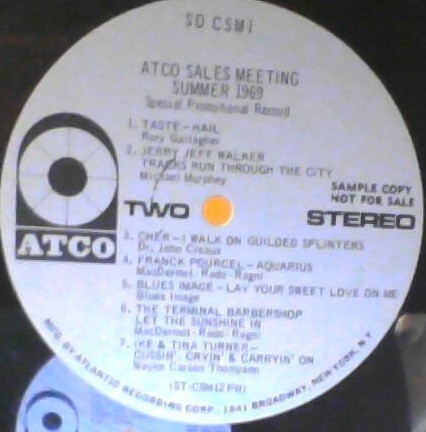 SD CSM1
ATCO SALES MEETING
SUMMER 1969
Special Promotional Record
1. TASTE—HAIL
Rory Gallagher
2. JERRY JEFF WALKER
TRACKS RUN THROUGH THE CITY
Michael Murphey
SAMPLE COPY
NOT FOR SALE
TWO
STEREO
ATCO
3. CHER—I WALK ON GUILDED SPLINTERS
Dr. John Creaux
4. FRANCK POURCEL—AQUARIUS
MacDermot-Rado-Ragni
5. BLUES IMAGE—LAY YOUR SWEET LOVE ON ME
Blues Image
6. THE TERMINAL BARBERSHOP
LET THE SUNSHINE IN
MacDermot-Rado-Ragni
7. IKE & TINA TURNER—
CUSSIN', CRYIN' & CARRYIN' ON
Wayne Carson Thompson
(ST-CSM12 PR)
MFG. BY ATLANTIC RECORDING CORP., 1841 BROADWAY, NEW YORK, N.Y.